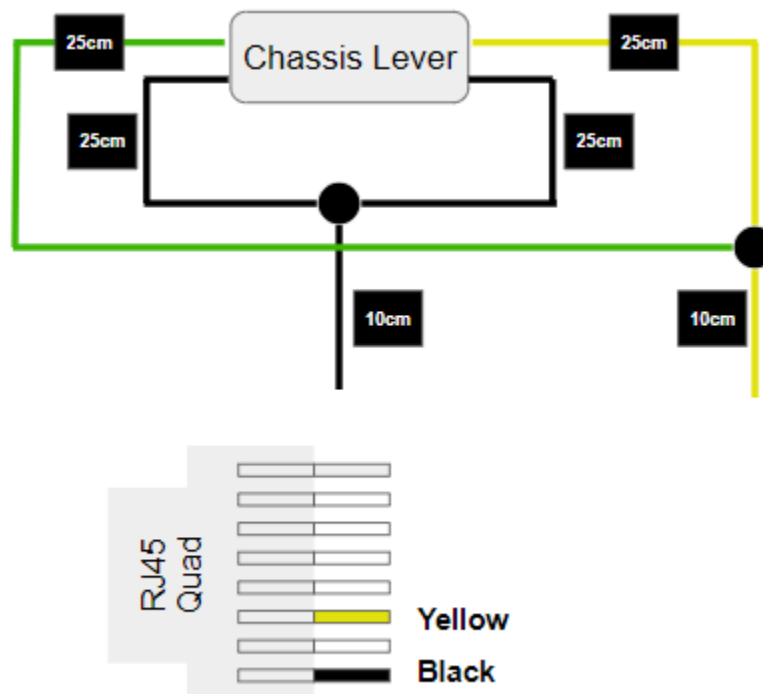 25cm
Chassis Lever
25cm
25cm
25cm
10cm
10cm
RJ45
Quad
Yellow
Black